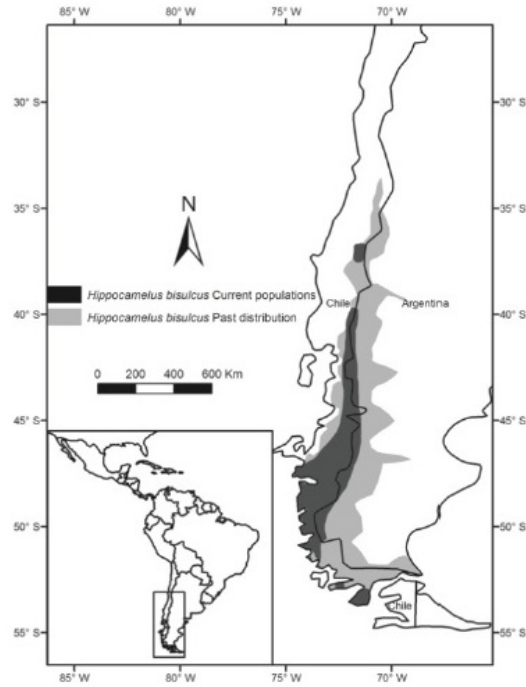 85° W 80° W 75° W 70° W
30° S 30° S
35° S 35° S
N
Hippocamelus bisulcus Current populations
Chile Argentina
Hippocamelus bisulcus Past distribution
40° S 40° S
0 200 400 600 Km
45° S 45° S
50° S 50° S
Chile
55° S 55° S
85° W 80° W 75° W 70° W